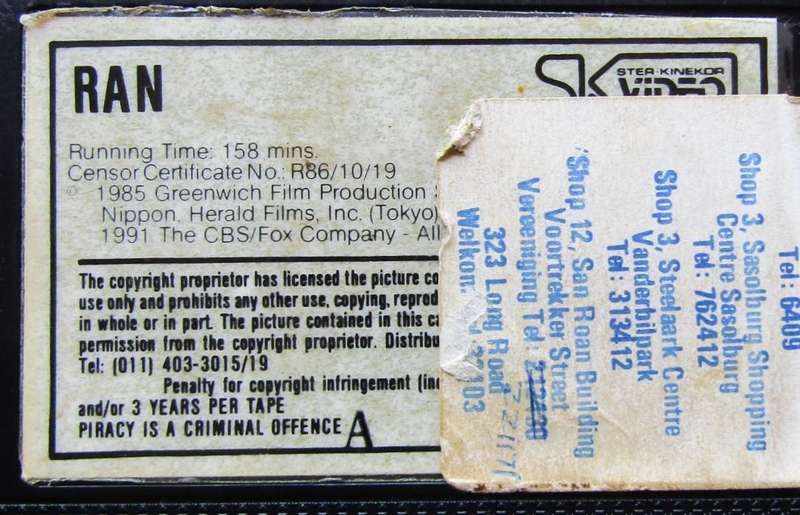 RAN
SK STER·KINEKOR
VIDEO
Running Time: 158 mins.
Censor Certificate No.: R86/10/19
© 1985 Greenwich Film Production
Nippon, Herald Films, Inc. (Tokyo)
1991 The CBS/Fox Company - All
The copyright proprietor has licensed the picture co
use only and prohibits any other use, copying, reprod
in whole or in part. The picture contained in this ca
permission from the copyright proprietor. Distribu
Tel: (011) 403-3015/19
Penalty for copyright infringement (inc
and/or 3 YEARS PER TAPE
PIRACY IS A CRIMINAL OFFENCE
A
Tel: 6409
Shop 3, Sasolburg Shopping
Centre Sasolburg
Tel: 762412
Shop 3, Steelpark Centre
Vanderbijlpark
Tel: 313412
Shop 12, San Roan Building
Voortrekker Street
Vereeniging Tel:
323 Long Road
Welkom